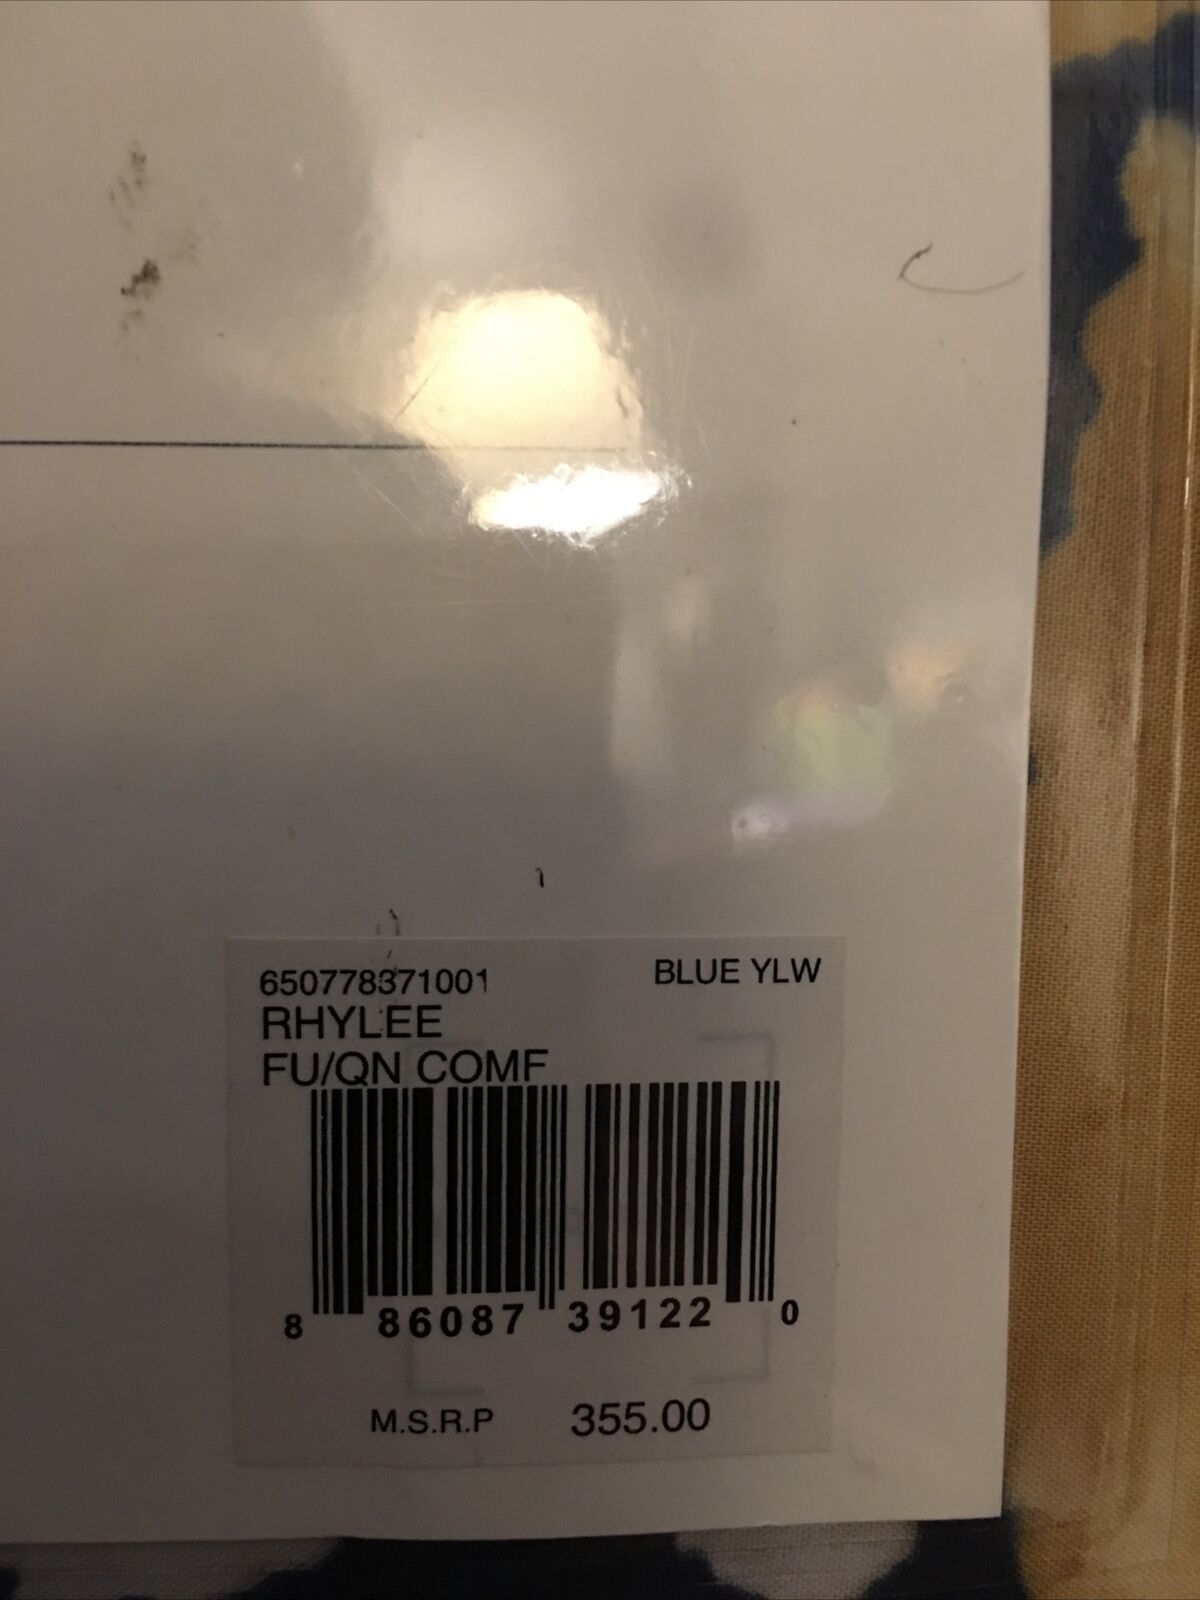 650778371001 BLUE YLW
RHYLEE
FU/QN COMF
8 86087 39122 0
M.S.R.P 355.00